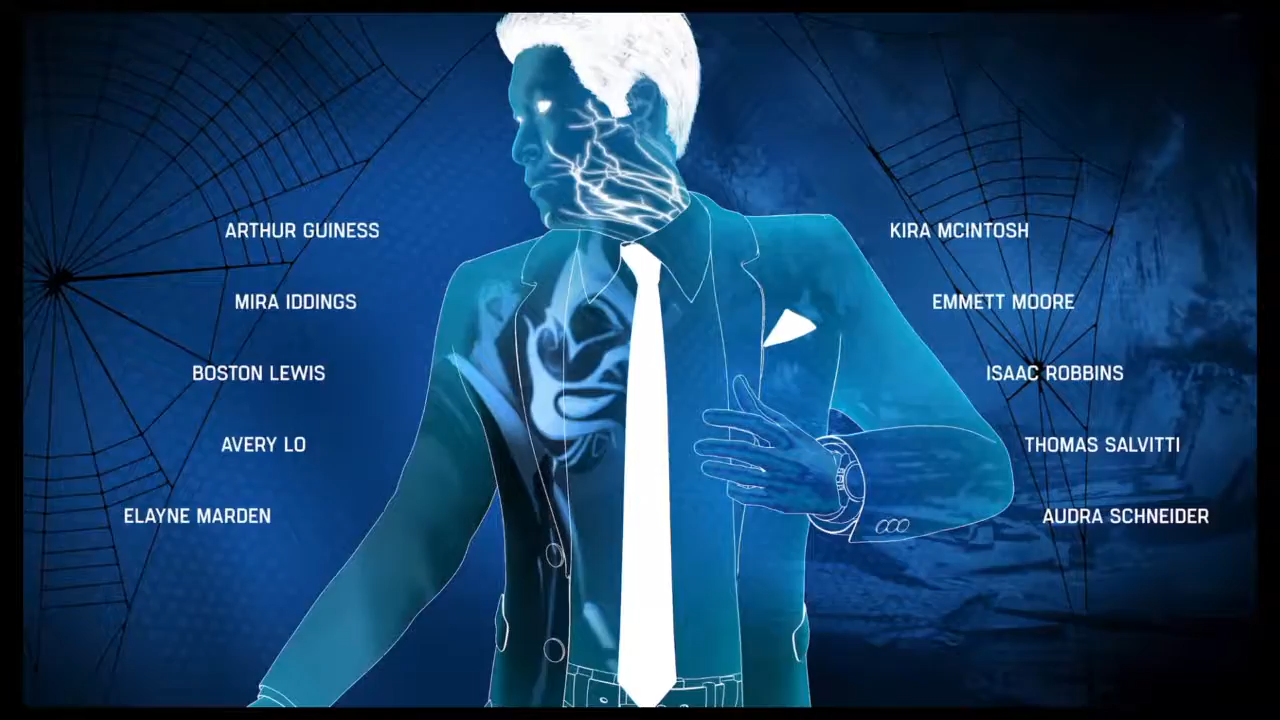 ARTHUR GUINESS
MIRA IDDINGS
BOSTON LEWIS
AVERY LO
ELAYNE MARDEN
KIRA MCINTOSH
EMMETT MOORE
ISAAC ROBBINS
THOMAS SALVITTI
AUDRA SCHNEIDER